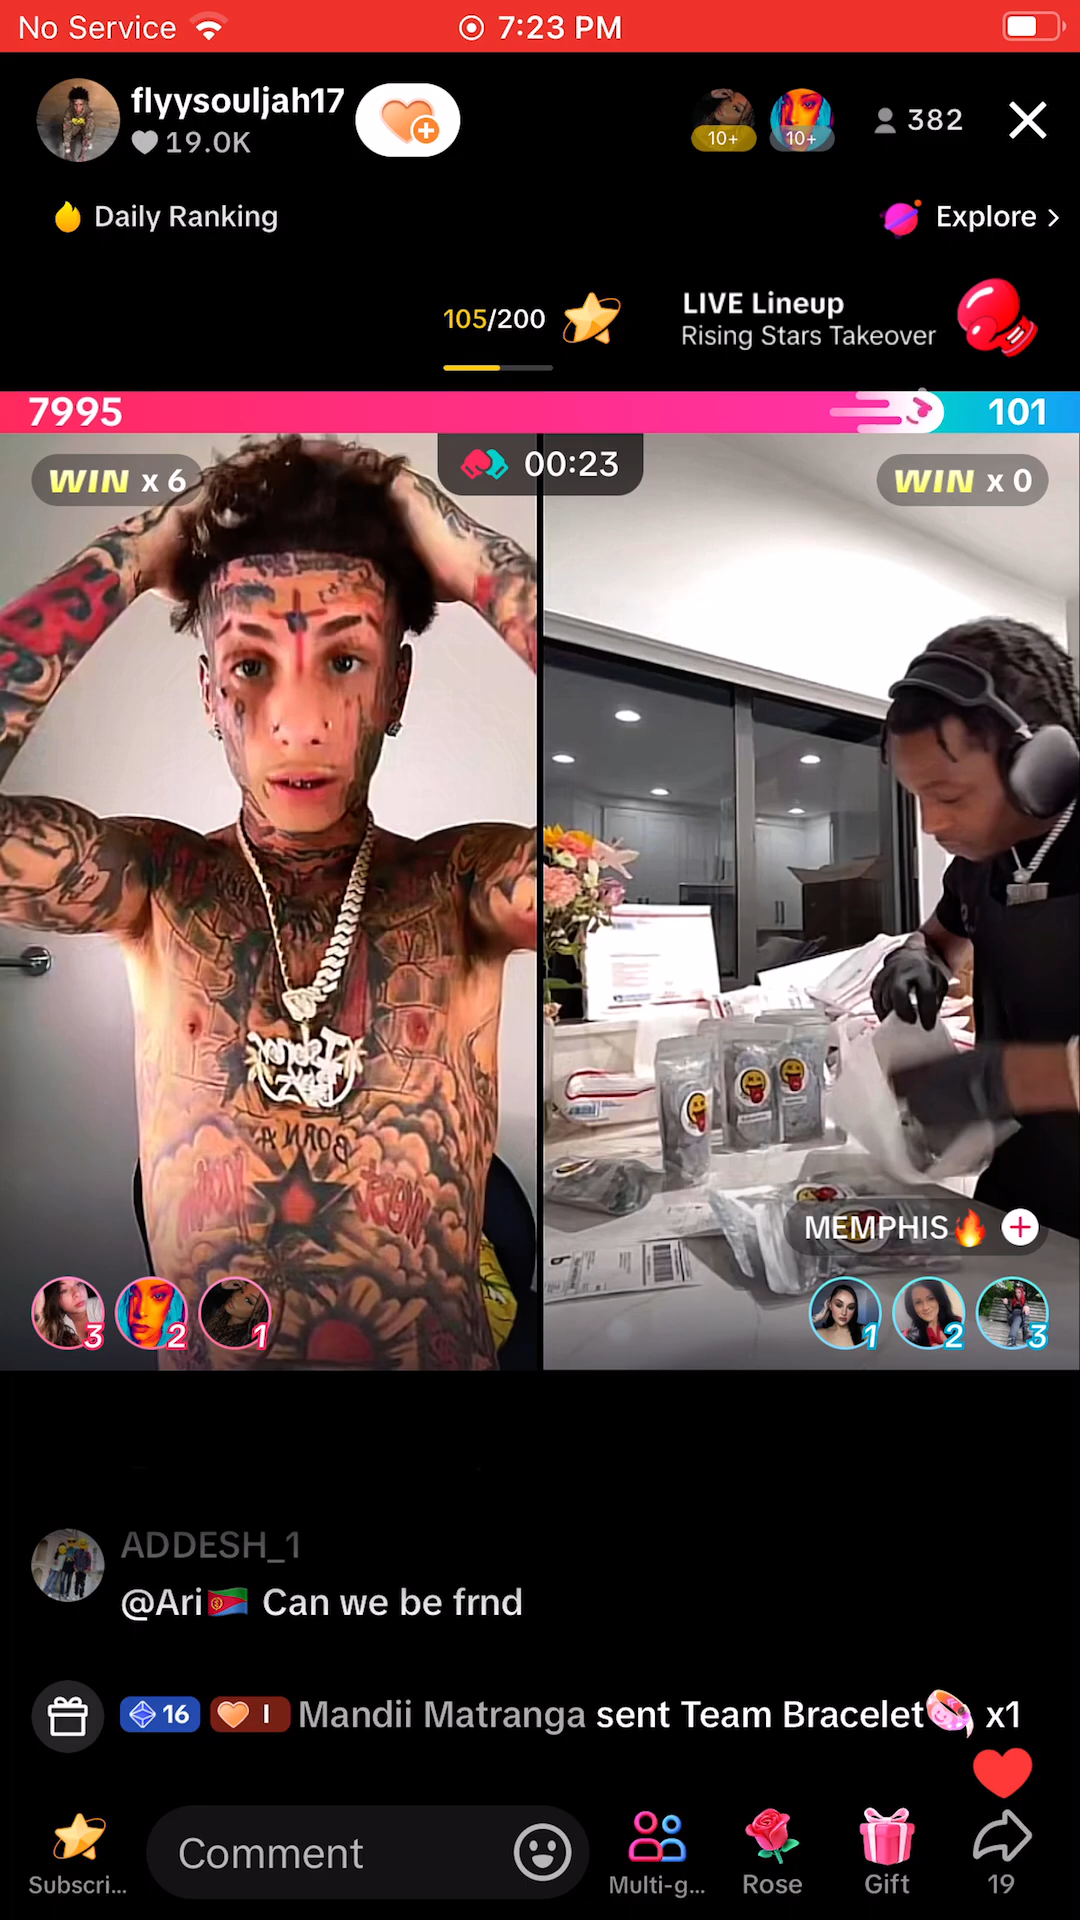 No Service
7:23 PM
flyysouljah17
19.0K
10+
10+
382
Daily Ranking
Explore
105/200
LIVE Lineup
Rising Stars Takeover
7995
101
WIN x 6
00:23
WIN x 0
BORN A
MEMPHIS🔥
3
2
1
1
2
3
ADDESH_1
@Ari🇪🇷 Can we be frnd
16
I
Mandii Matranga sent Team Bracelet x1
Subscri...
Comment
Multi-g...
Rose
Gift
19